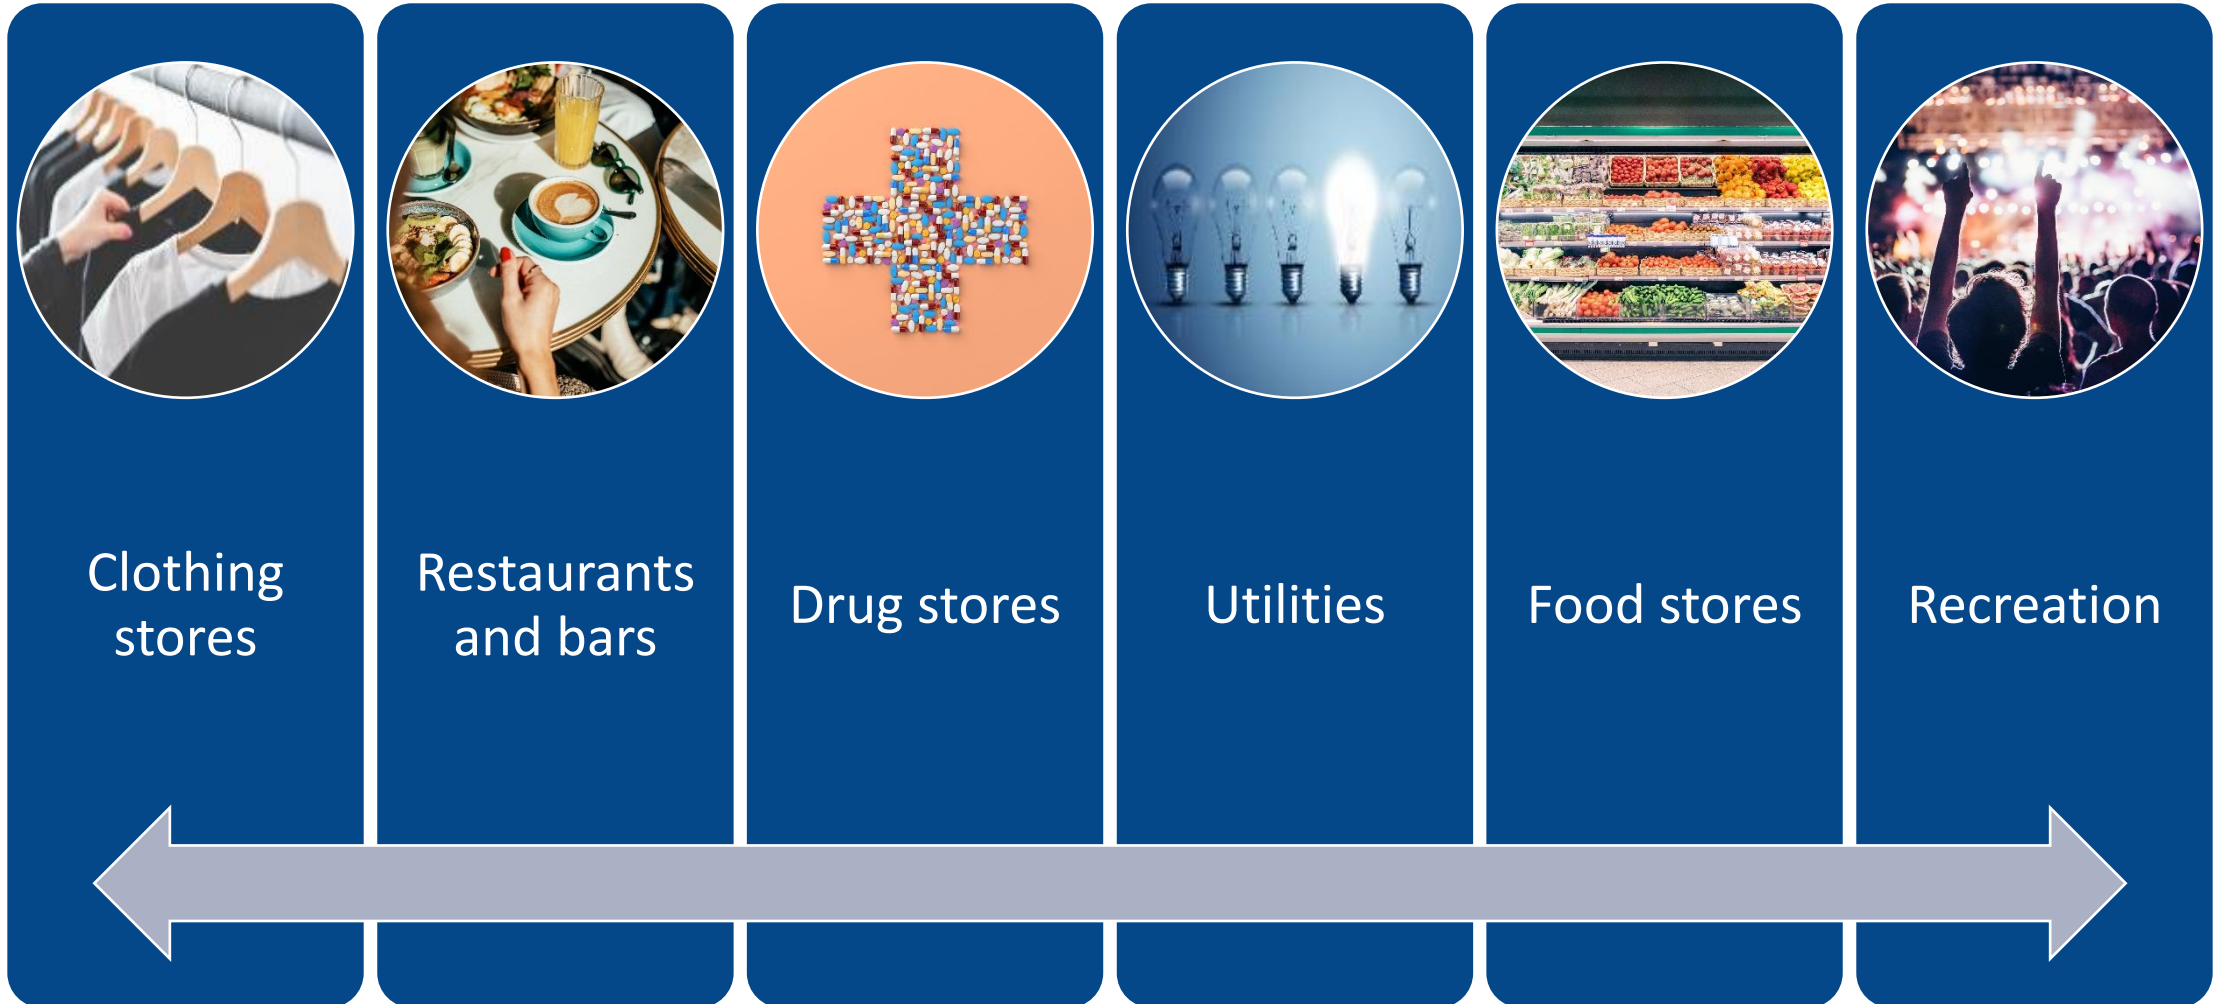 Clothing
stores
Restaurants
and bars
Drug stores
Utilities
Food stores
Recreation